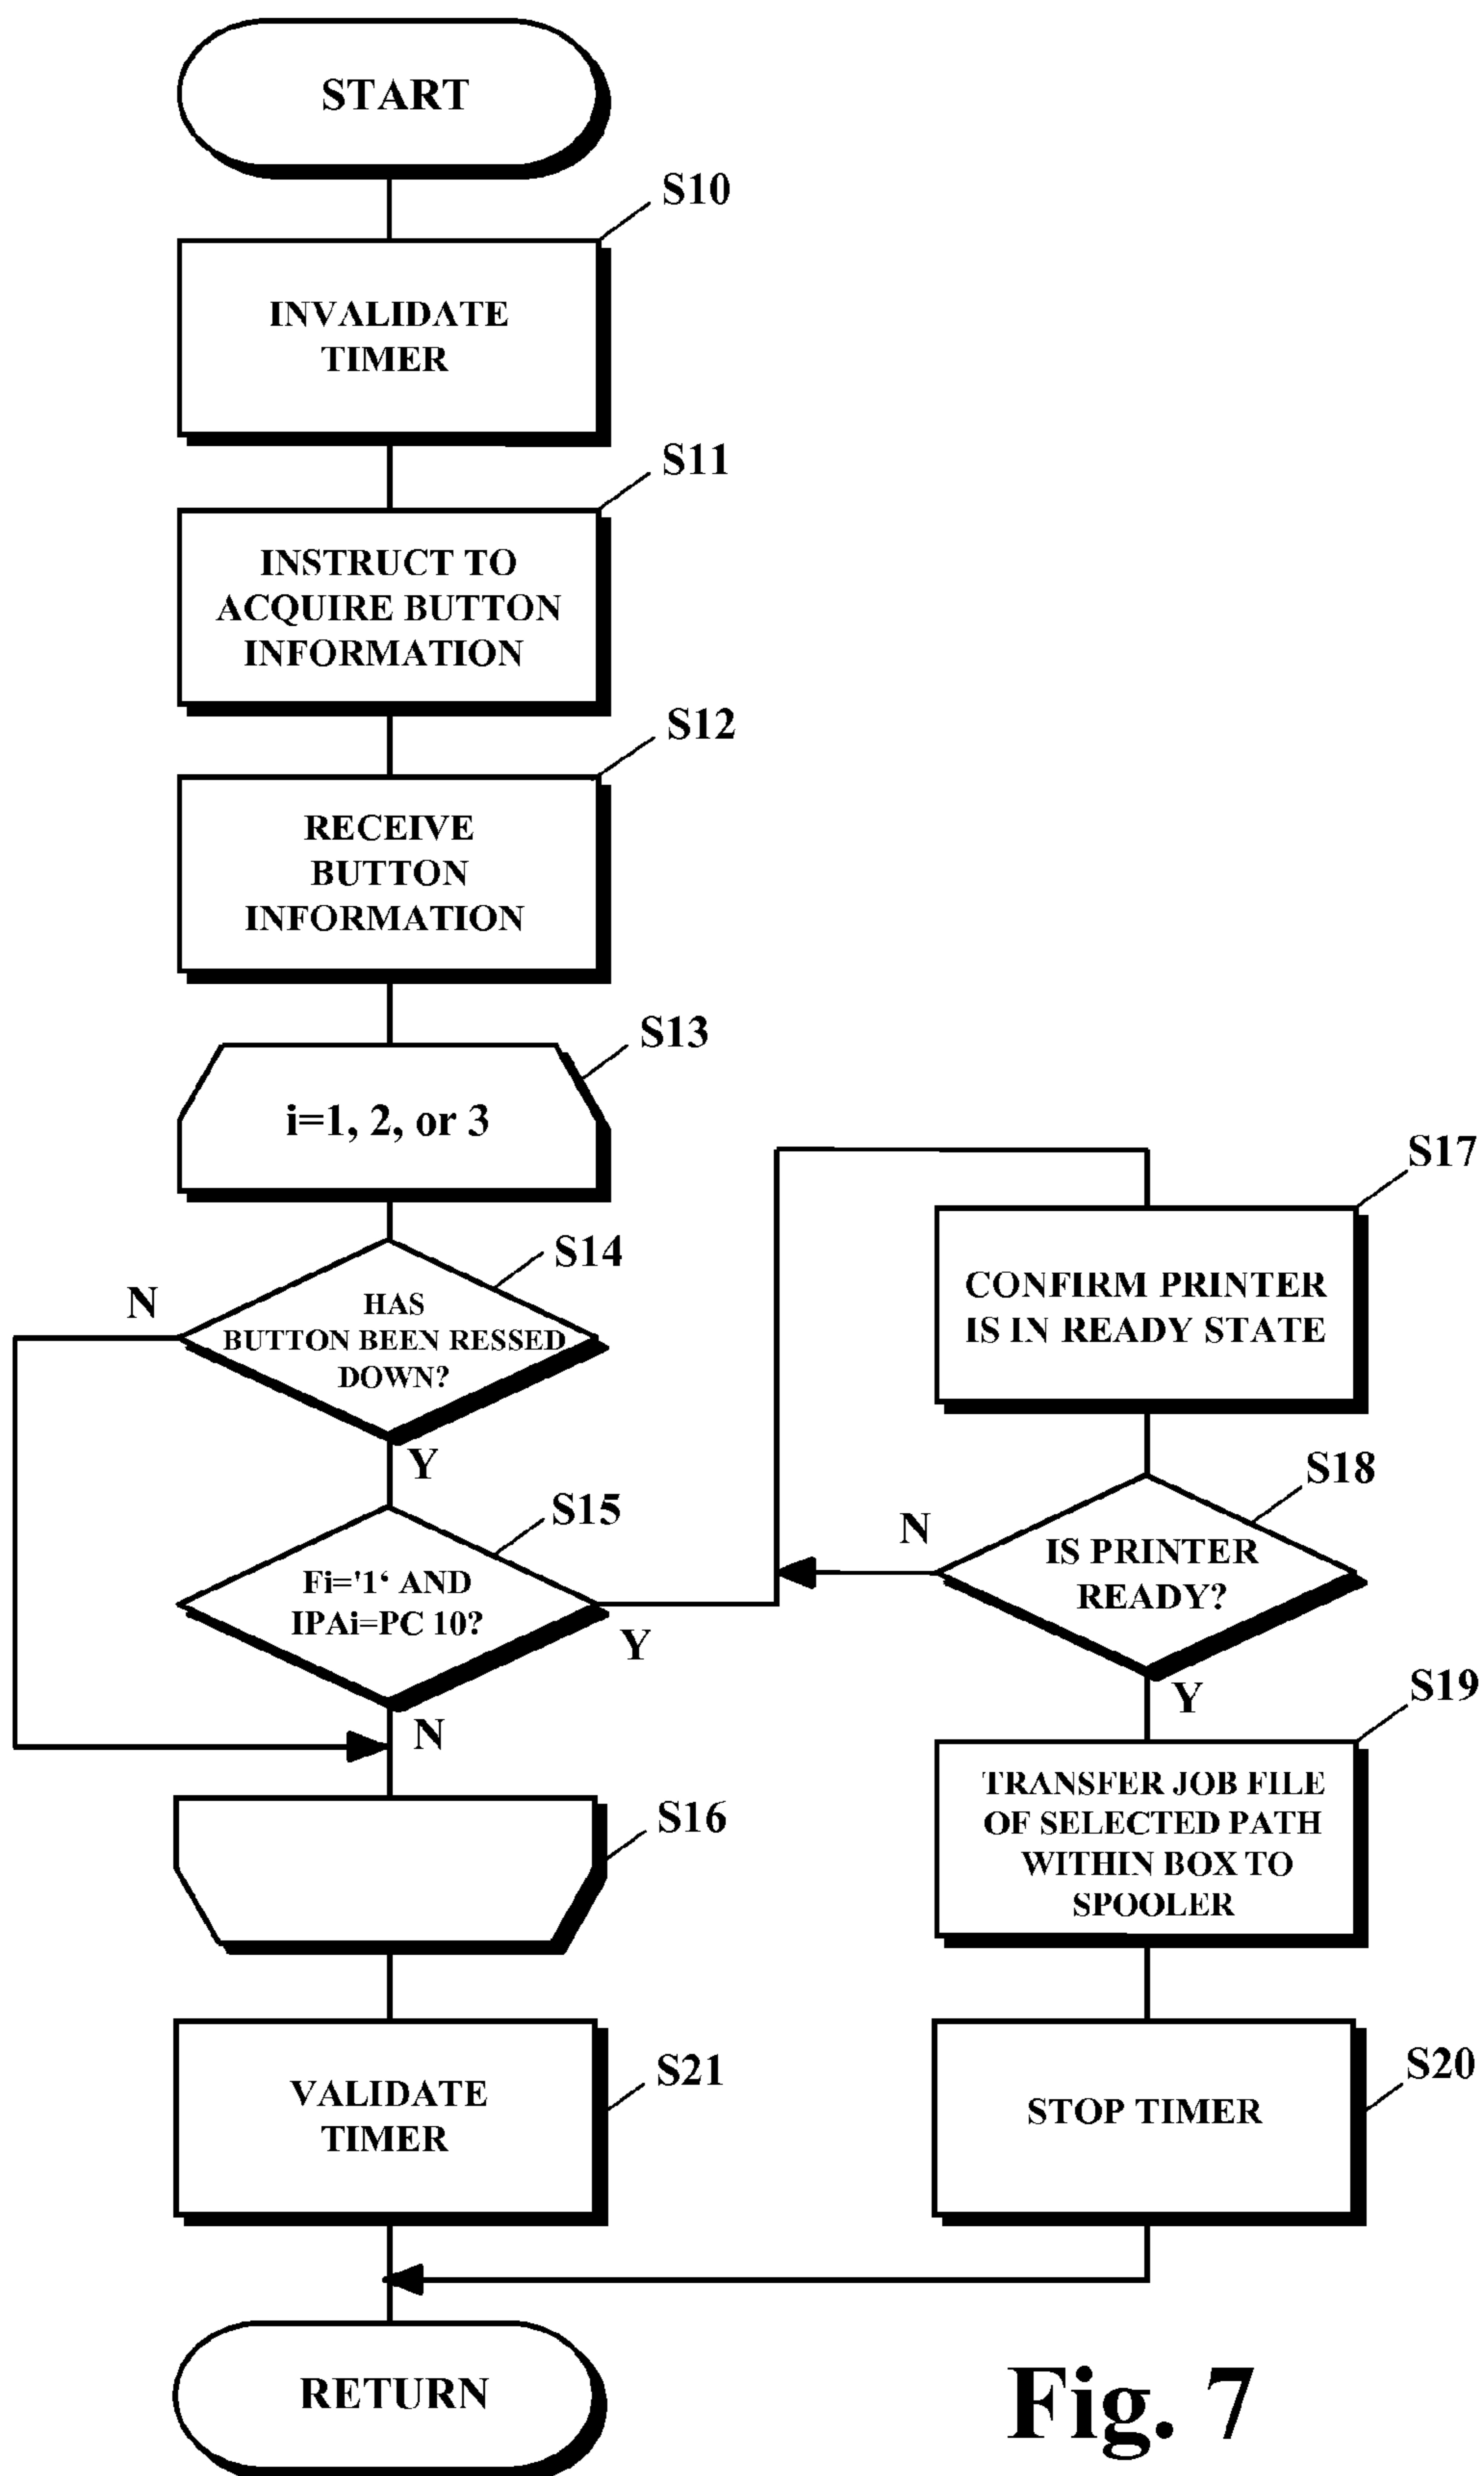 START
S10
INVALIDATE
TIMER
S11
INSTRUCT TO
ACQUIRE BUTTON
INFORMATION
S12
RECEIVE
BUTTON
INFORMATION
S13
i=1, 2, or 3
S14
N
HAS
BUTTON BEEN RESSED
DOWN?
Y
S15
Fi='1‘ AND
IPAi=PC 10?
Y
N
S16
S17
CONFIRM PRINTER
IS IN READY STATE
S18
N
IS PRINTER
READY?
Y
S19
TRANSFER JOB FILE
OF SELECTED PATH
WITHIN BOX TO
SPOOLER
S20
STOP TIMER
S21
VALIDATE
TIMER
RETURN
Fig. 7